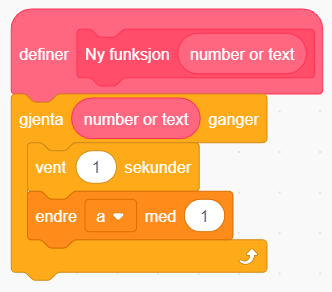 definer Ny funksjon number or text
gjenta number or text ganger
vent 1 sekunder
endre a med 1